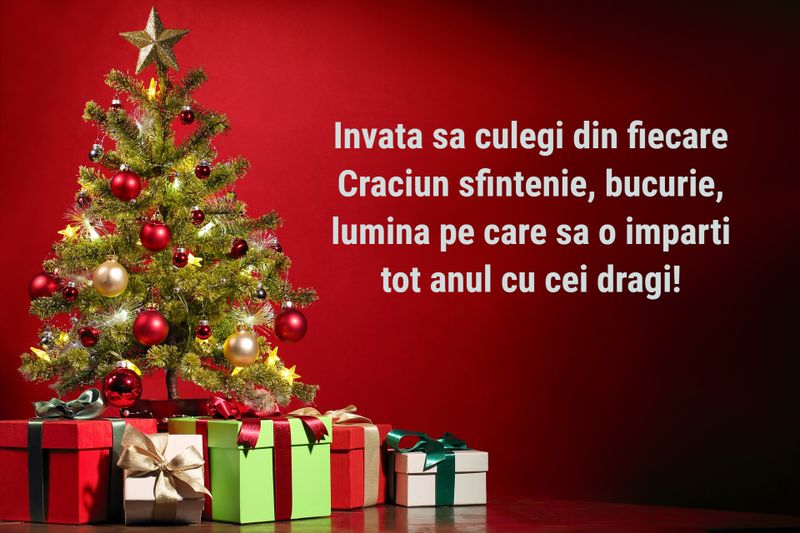 Invata sa culegi din fiecare
Craciun sfintenie, bucurie,
lumina pe care sa o imparti
tot anul cu cei dragi!